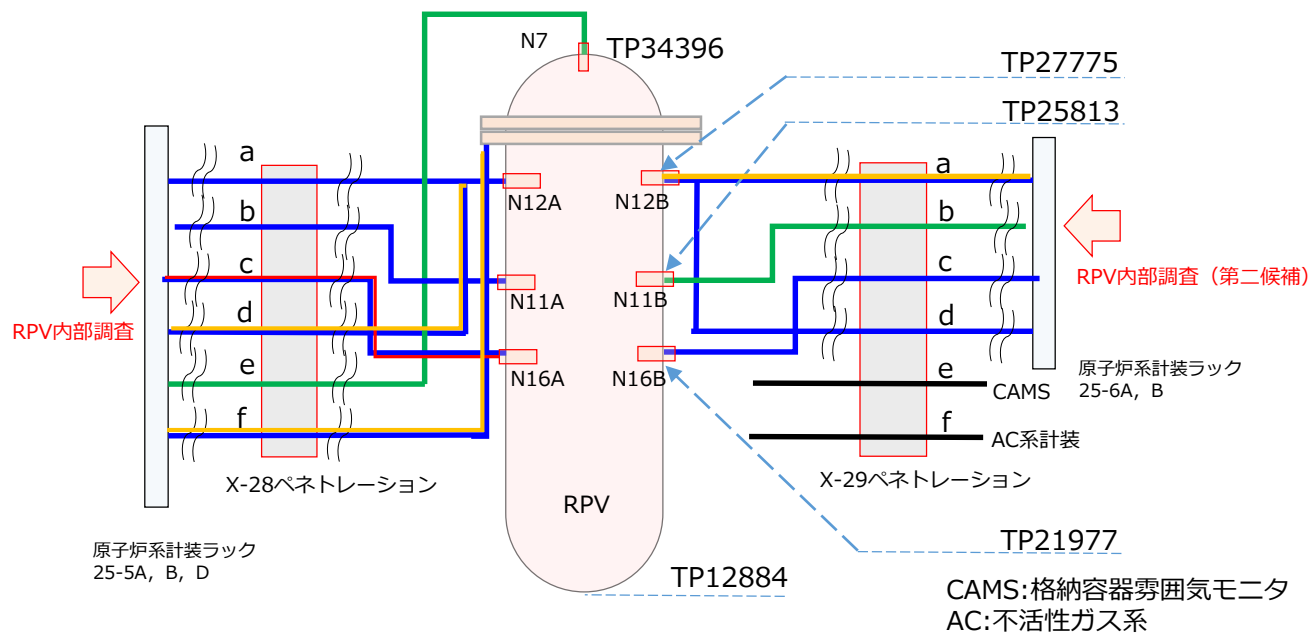 N7
TP34396
TP27775
TP25813
a
b
c
d
e
f
N12A
N11A
N16A
N12B
N11B
N16B
a
b
c
d
e
f
RPV内部調査
RPV内部調査（第二候補）
原子炉系計装ラック
25-6A，B
CAMS
AC系計装
X-28ペネトレーション
X-29ペネトレーション
RPV
原子炉系計装ラック
25-5A，B，D
TP21977
TP12884
CAMS:格納容器雰囲気モニタ
AC:不活性ガス系